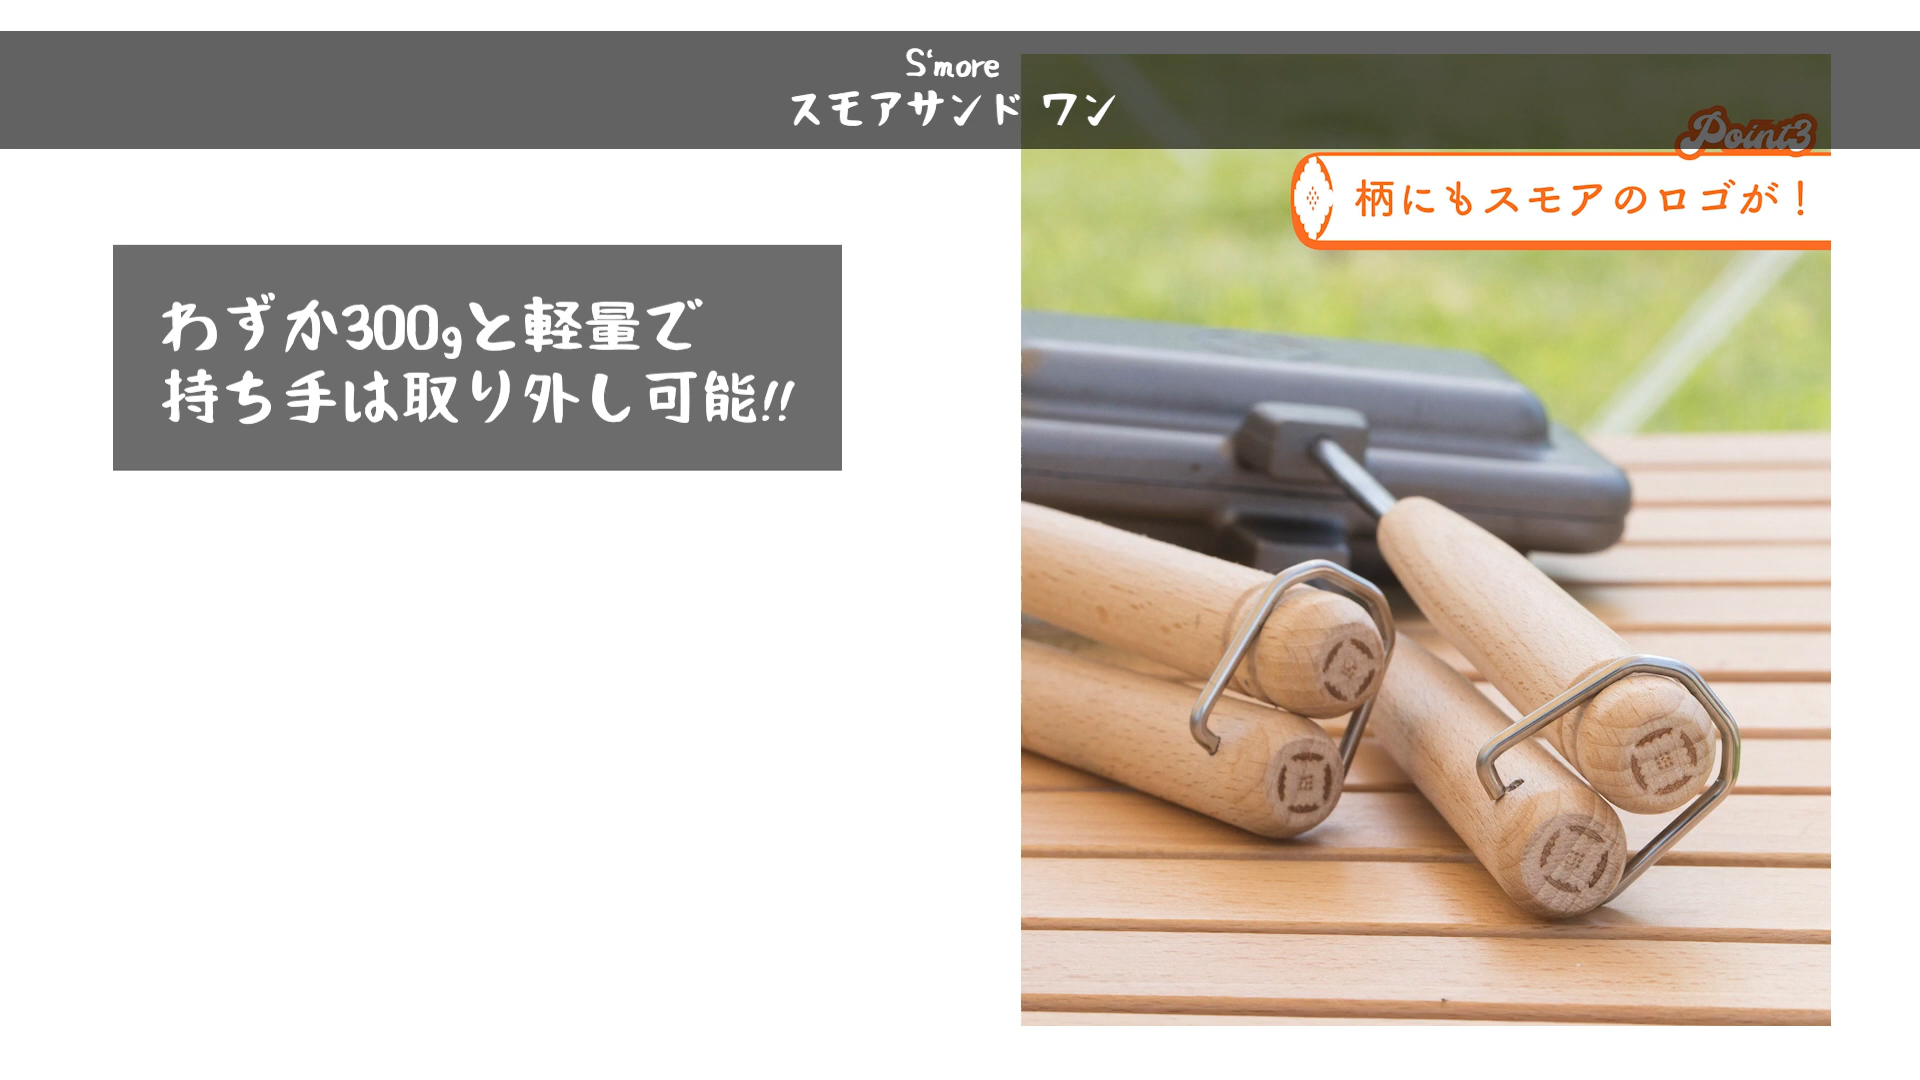 S‘more
スモアサンド ワン
Point3
柄にもスモアのロゴが!
わずか300gと軽量で
持ち手は取り外し可能!!